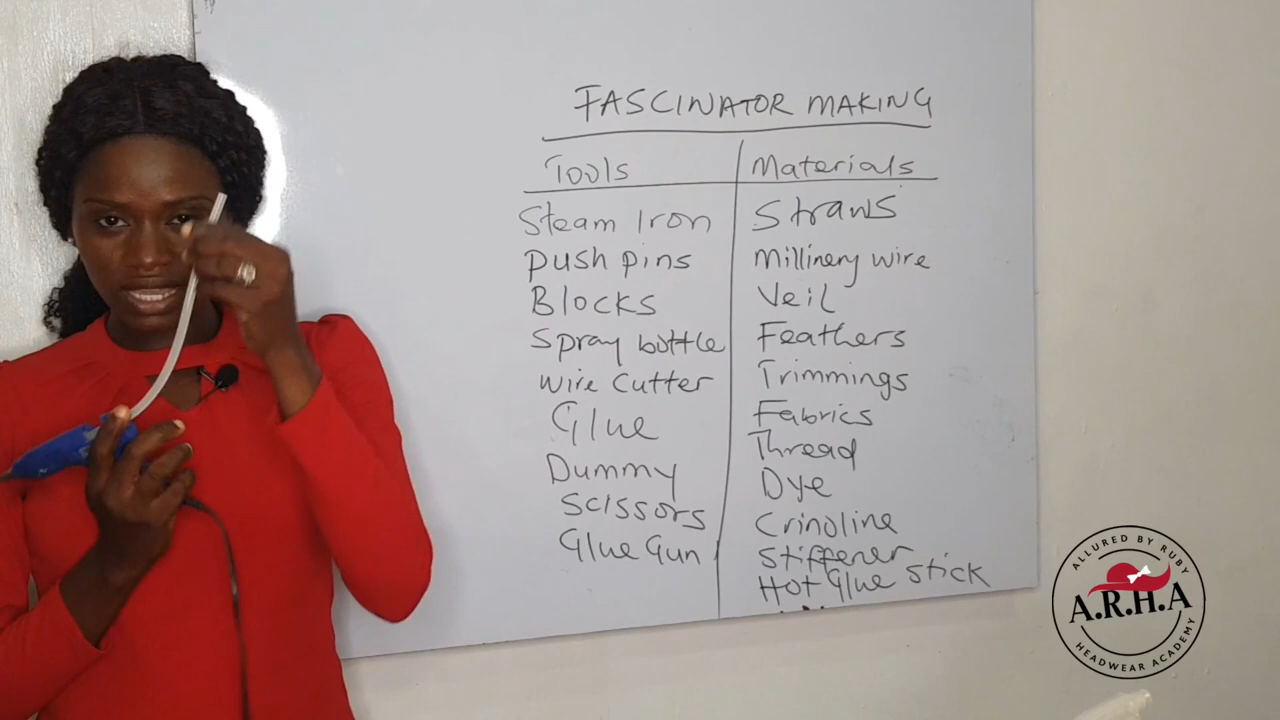 FASCINATOR MAKING
Tools
Steam Iron
push pins
Blocks
Spray bottle
wire cutter
Glue
Dummy
Scissors
Glue Gun
Materials
Straws
Millinery wire
Veil
Feathers
Trimmings
Fabrics
Thread
Dye
Crinoline
Stiffener
Hot Glue stick
ALLURED BY RUBY
A.R.H.A
HEADWEAR ACADEMY